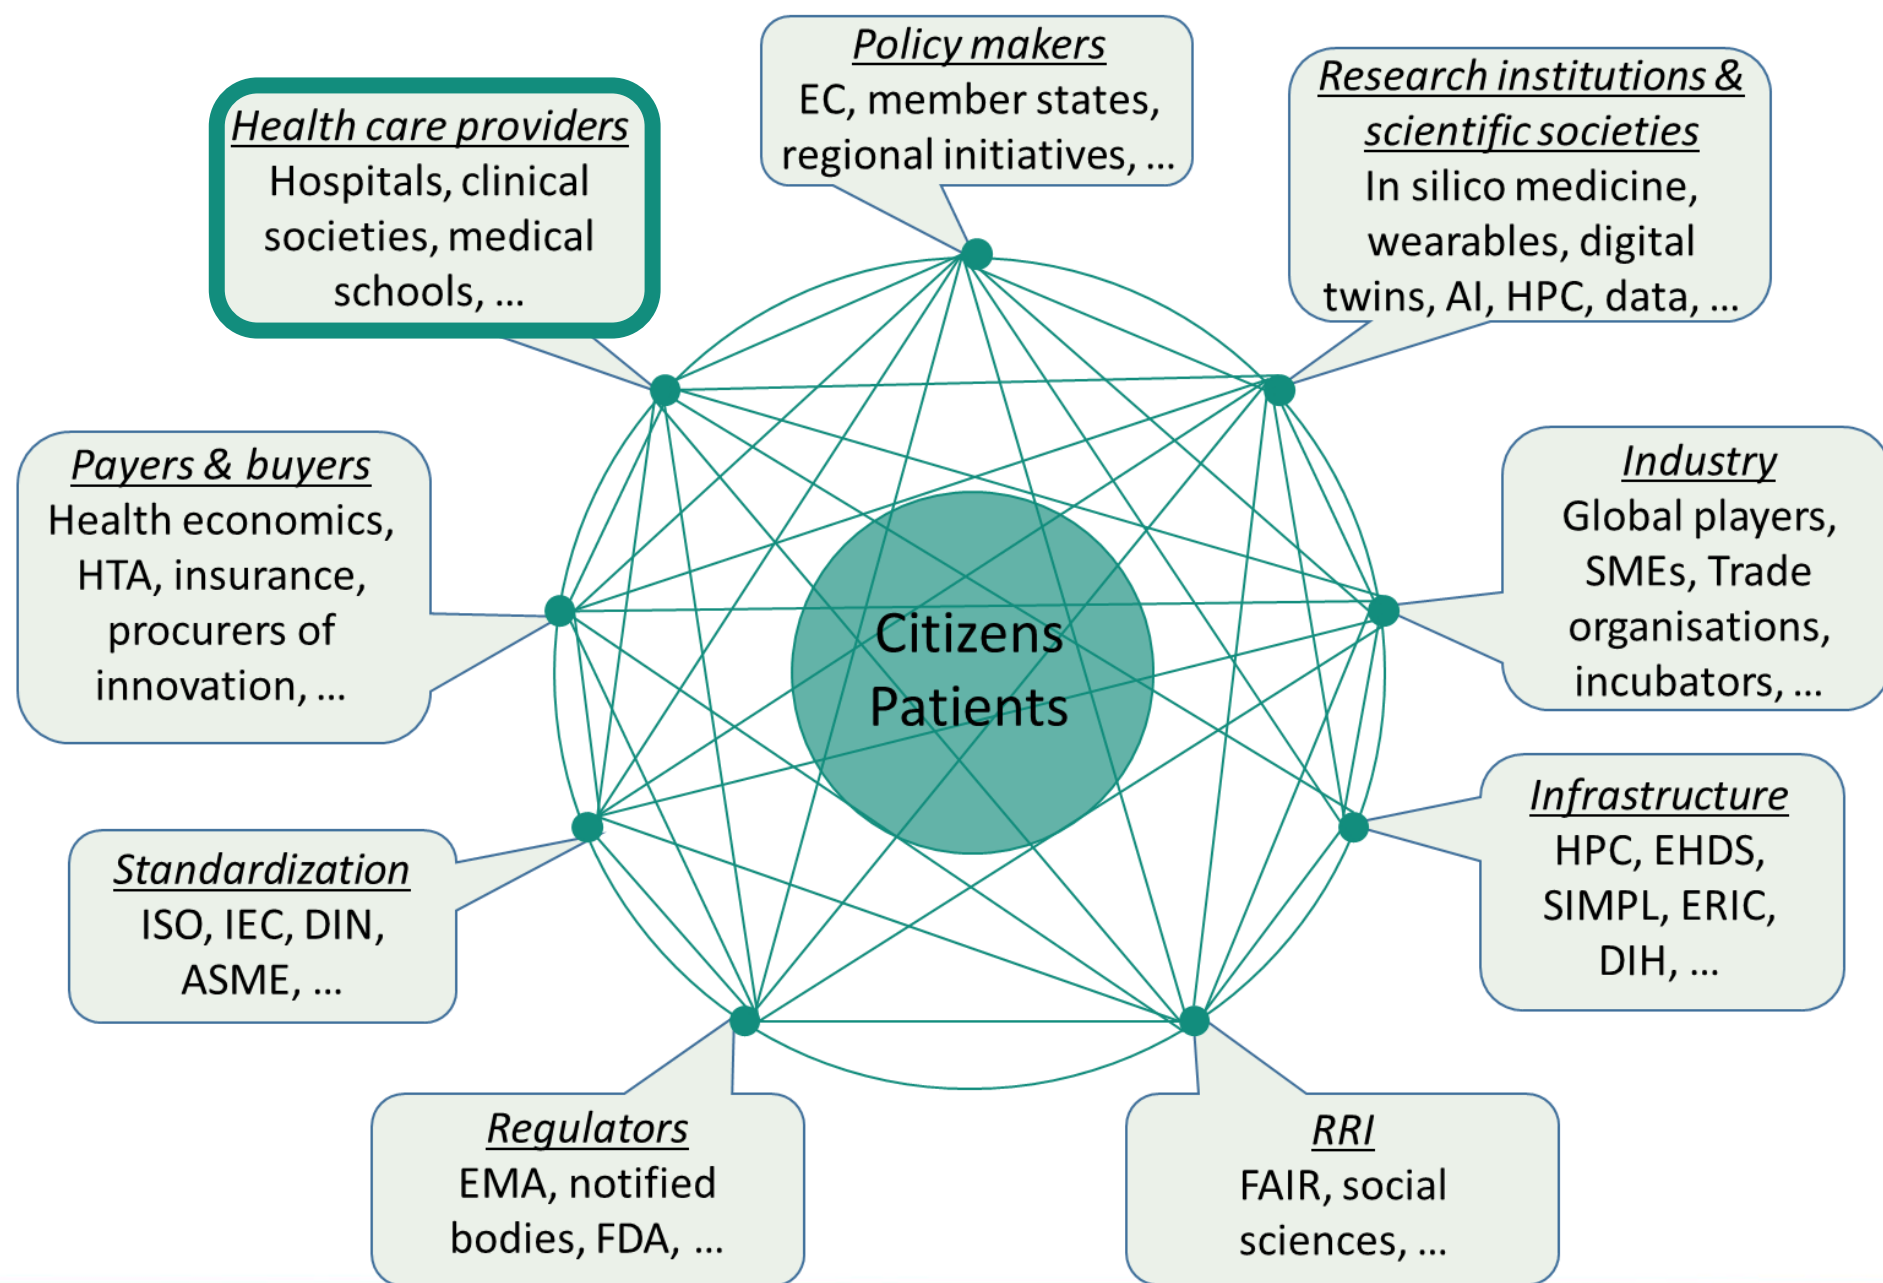 Policy makers
EC, member states,
regional initiatives, ...
Research institutions &
scientific societies
In silico medicine,
wearables, digital
twins, AI, HPC, data, ...
Health care providers
Hospitals, clinical
societies, medical
schools, ...
Payers & buyers
Health economics,
HTA, insurance,
procurers of
innovation, ...
Industry
Global players,
SMEs, Trade
organisations,
incubators, ...
Citizens
Patients
Infrastructure
HPC, EHDS,
SIMPL, ERIC,
DIH, ...
Standardization
ISO, IEC, DIN,
ASME, ...
Regulators
EMA, notified
bodies, FDA, ...
RRI
FAIR, social
sciences, ...